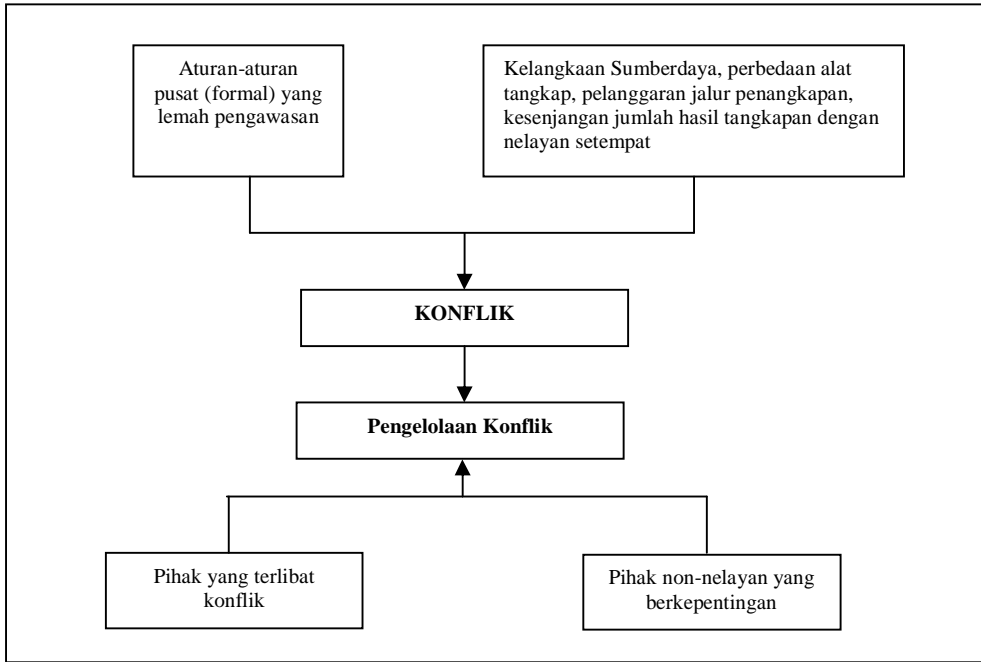 Aturan-aturan
pusat (formal) yang
lemah pengawasan
Kelangkaan Sumberdaya, perbedaan alat
tangkap, pelanggaran jalur penangkapan,
kesenjangan jumlah hasil tangkapan dengan
nelayan setempat
KONFLIK
Pengelolaan Konflik
Pihak yang terlibat
konflik
Pihak non-nelayan yang
berkepentingan